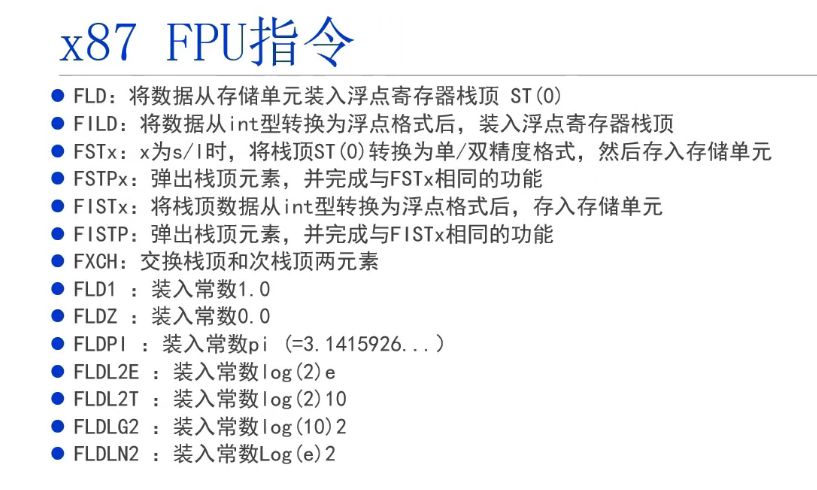 x87 FPU指令
● FLD：将数据从存储单元装入浮点寄存器栈顶 ST(0)
● FILD：将数据从int型转换为浮点格式后，装入浮点寄存器栈顶
● FSTx：x为s/l时，将栈顶ST(0)转换为单/双精度格式，然后存入存储单元
● FSTPx：弹出栈顶元素，并完成与FSTx相同的功能
● FISTx：将栈顶数据从int型转换为浮点格式后，存入存储单元
● FISTP：弹出栈顶元素，并完成与FISTx相同的功能
● FXCH：交换栈顶和次栈顶两元素
● FLD1 ：装入常数1.0
● FLDZ ：装入常数0.0
● FLDPI ：装入常数pi (=3.1415926...)
● FLDL2E ：装入常数log(2)e
● FLDL2T ：装入常数log(2)10
● FLDLG2 ：装入常数log(10)2
● FLDLN2 ：装入常数Log(e)2